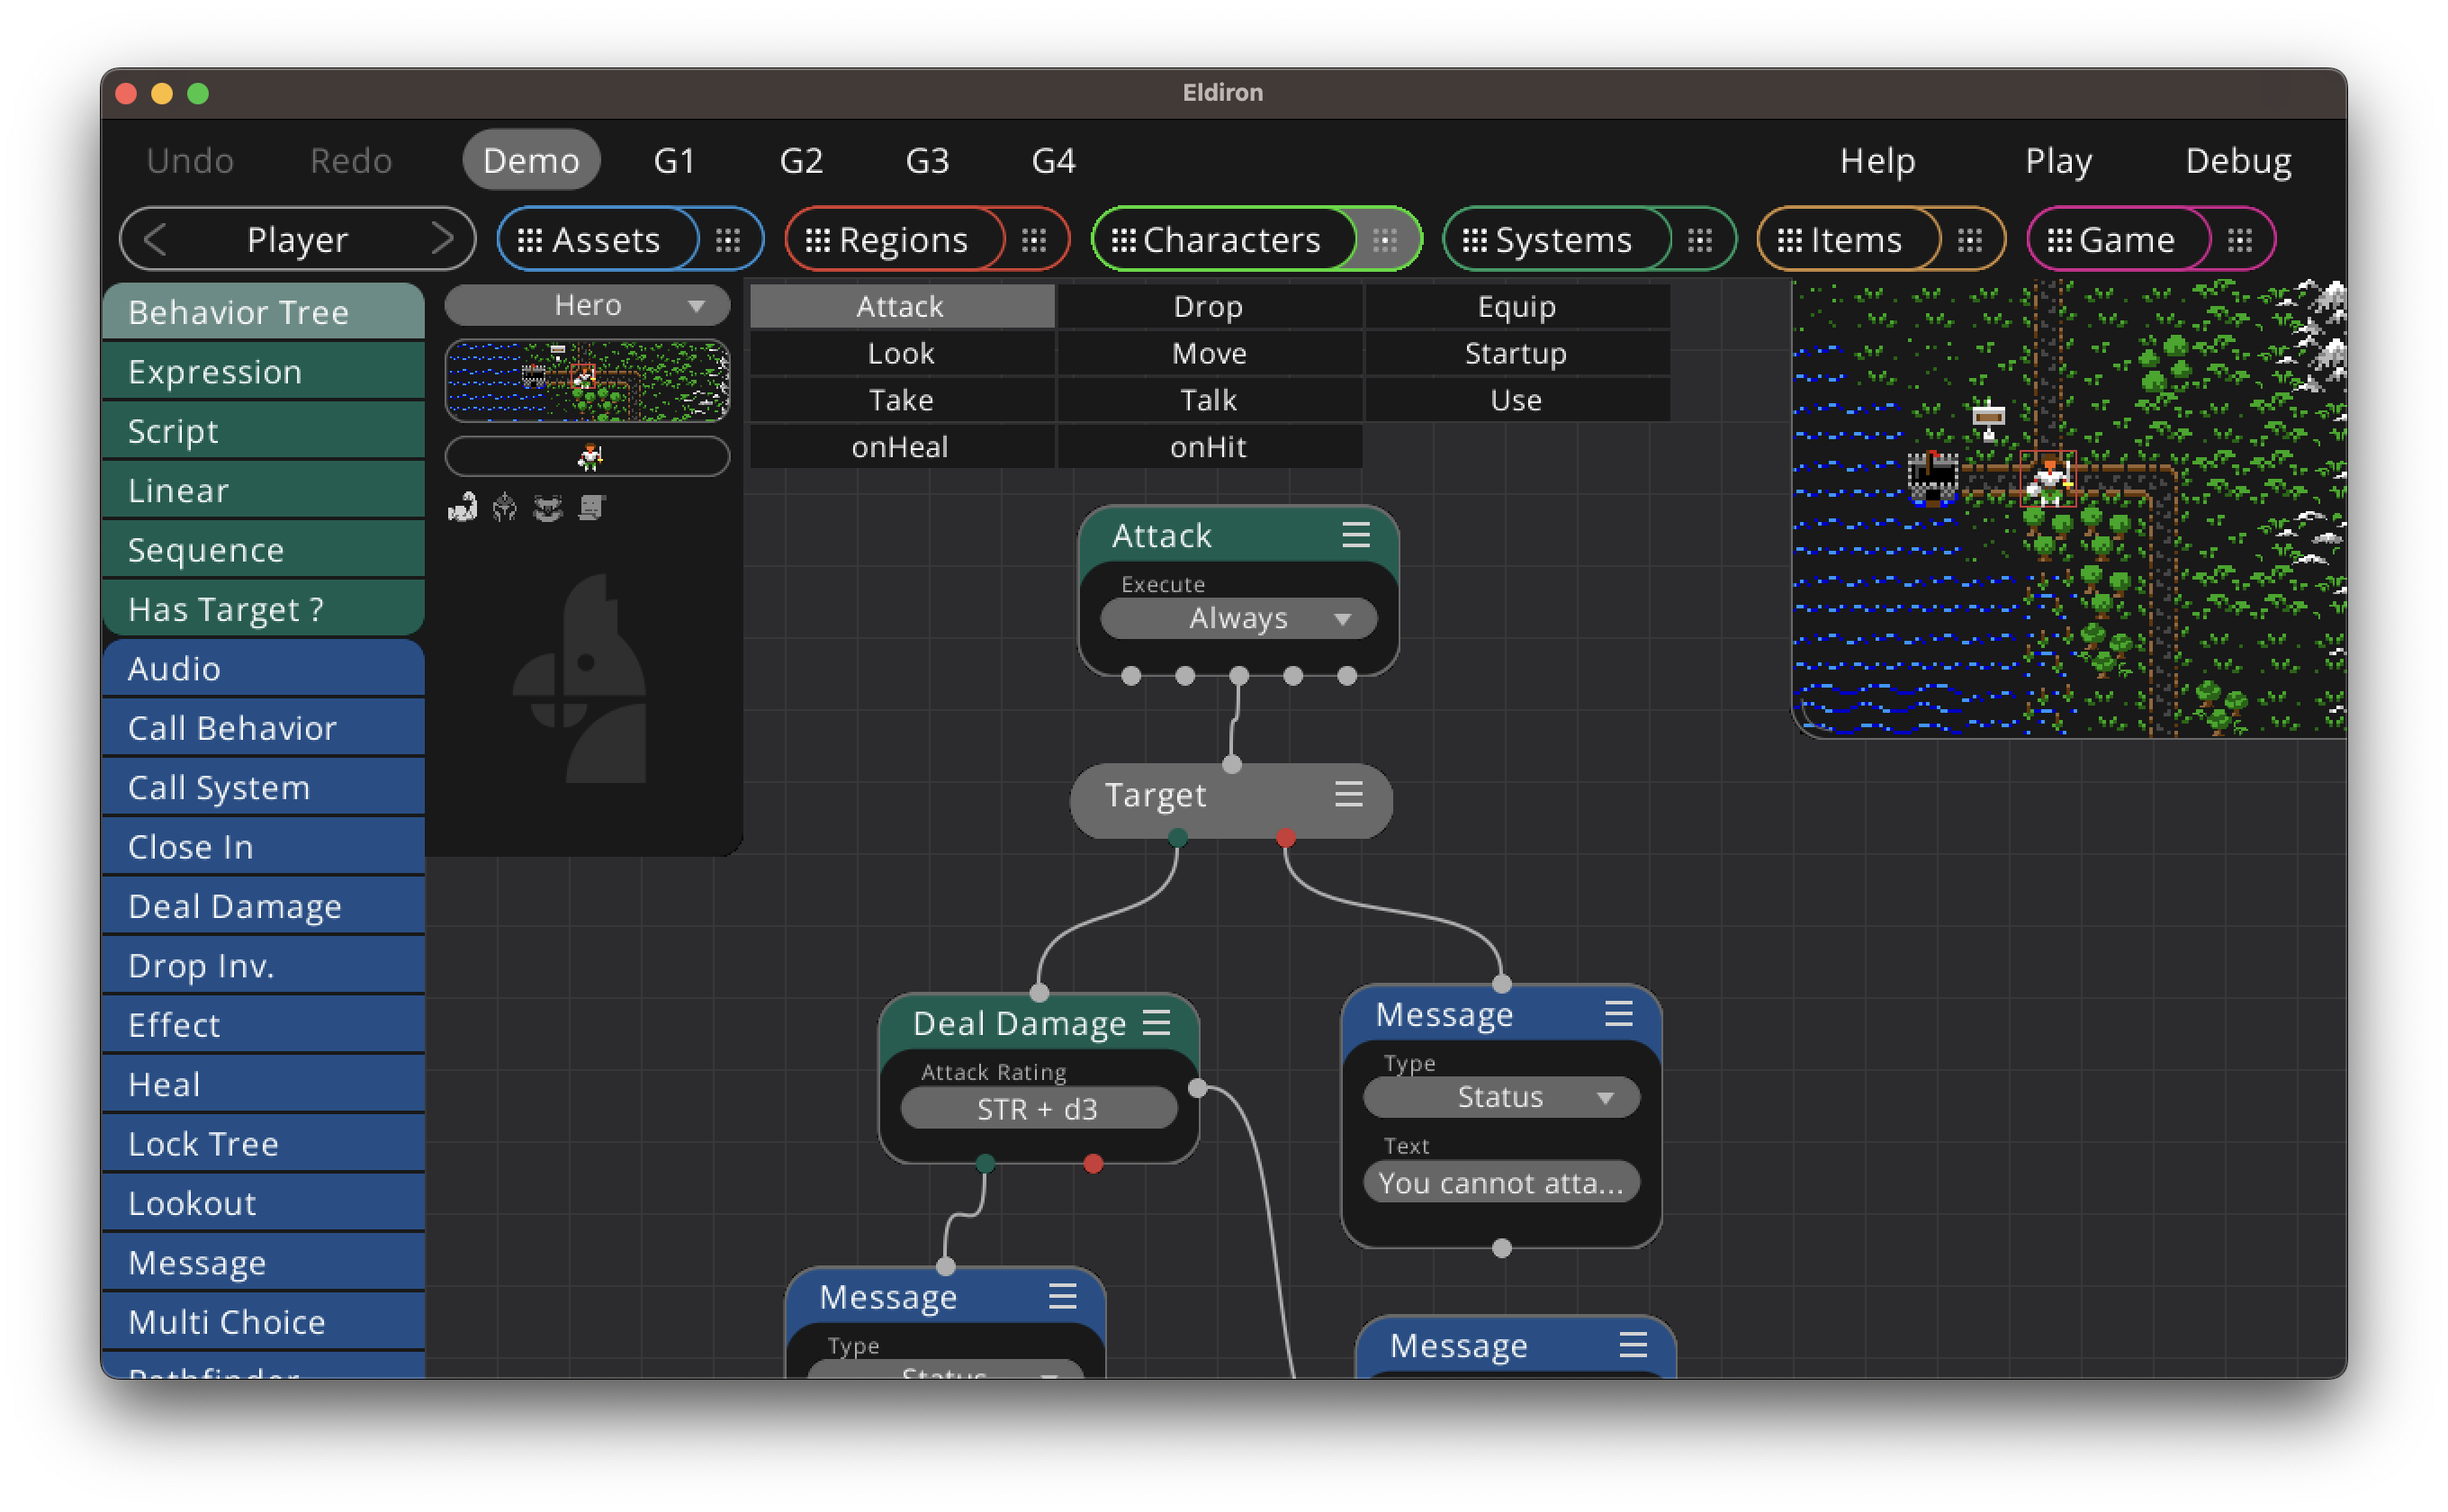 Eldiron
Undo Redo Demo G1 G2 G3 G4 Help Play Debug
Player Assets Regions Characters Systems Items Game
Behavior Tree
Expression
Script
Linear
Sequence
Has Target ?
Audio
Call Behavior
Call System
Close In
Deal Damage
Drop Inv.
Effect
Heal
Lock Tree
Lookout
Message
Multi Choice
Pathfinder
Hero
Attack Drop Equip
Look Move Startup
Take Talk Use
onHeal onHit
Attack
Execute
Always
Target
Deal Damage
Attack Rating
STR + d3
Message
Type
Status
Text
You cannot atta...
Message
Type
Status
Message